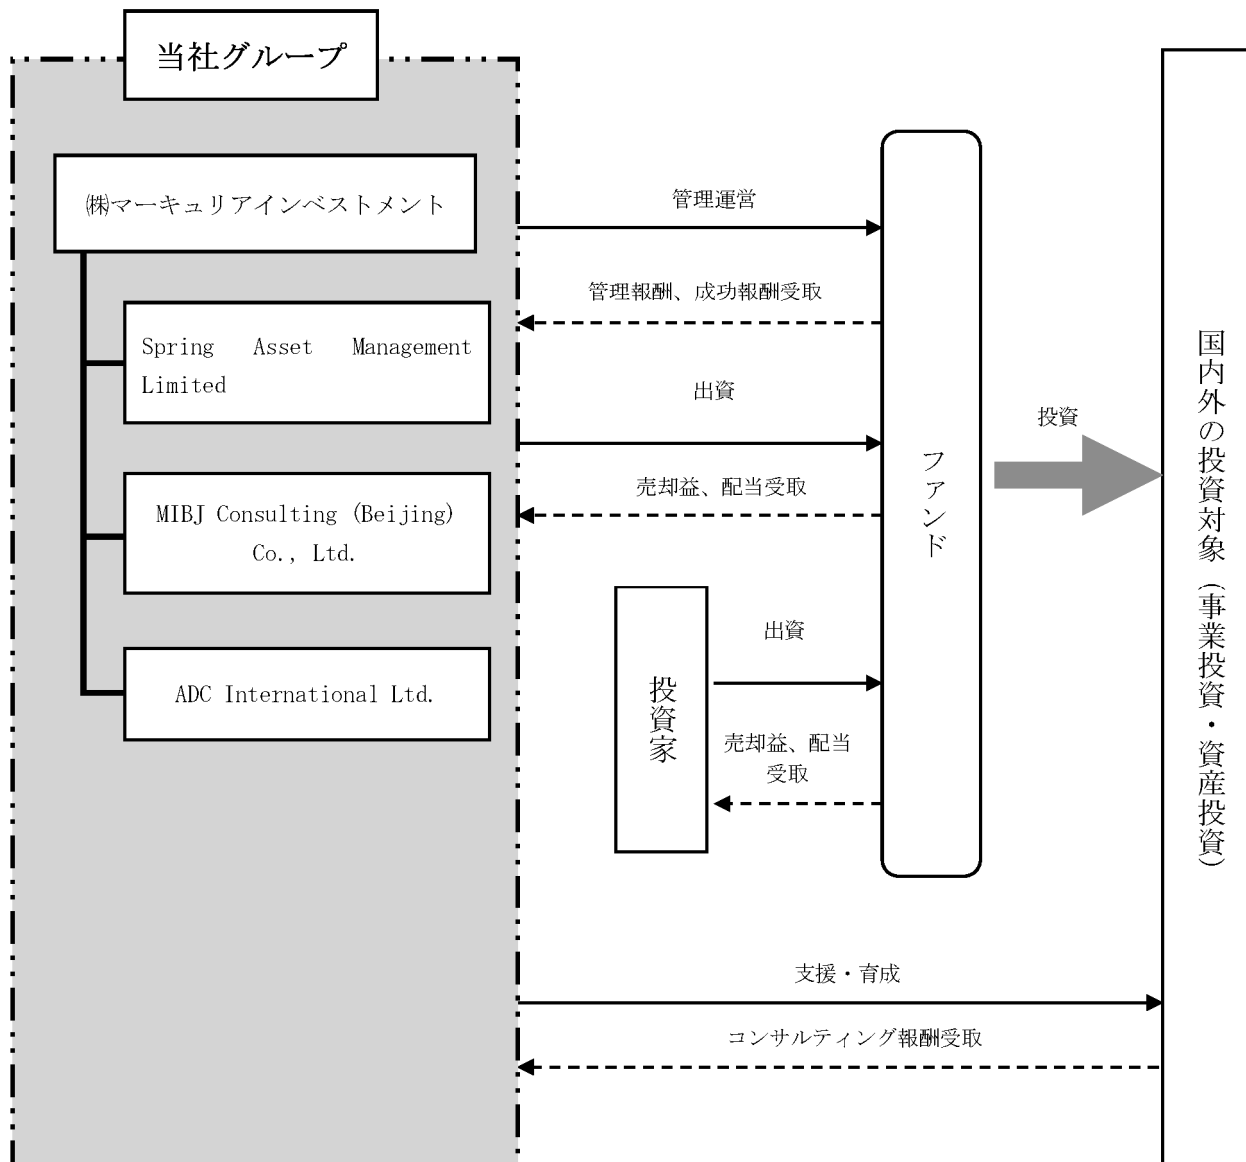 当社グループ
㈱マーキュリアインベストメント
Spring Asset Management
Limited
MIBJ Consulting (Beijing)
Co., Ltd.
ADC International Ltd.
管理運営
管理報酬、成功報酬受取
出資
売却益、配当受取
投資家
出資
売却益、配当
受取
ファンド
投資
国内外の投資対象（事業投資・資産投資）
支援・育成
コンサルティング報酬受取